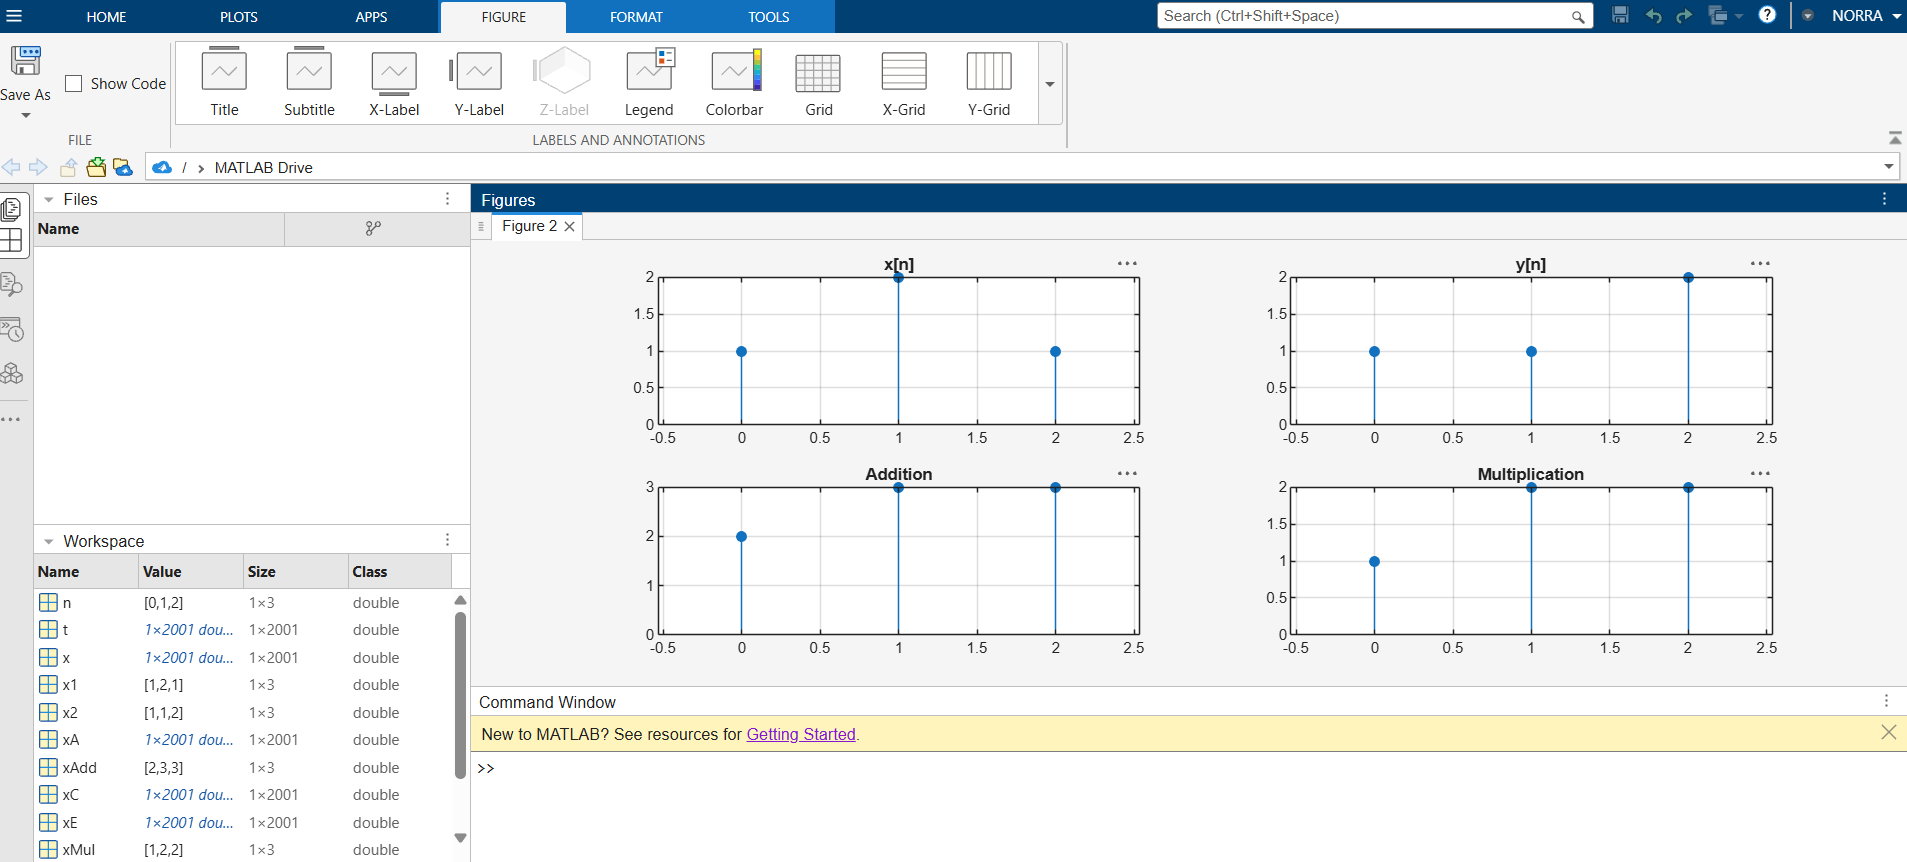 HOME PLOTS APPS FIGURE FORMAT TOOLS Search (Ctrl+Shift+Space) NORRA
Save As Show Code Title Subtitle X-Label Y-Label Z-Label Legend Colorbar Grid X-Grid Y-Grid
FILE LABELS AND ANNOTATIONS
/ > MATLAB Drive
Files
Name
Workspace
Name Value Size Class
n [0,1,2] 1×3 double
t 1×2001 dou... 1×2001 double
x 1×2001 dou... 1×2001 double
x1 [1,2,1] 1×3 double
x2 [1,1,2] 1×3 double
xA 1×2001 dou... 1×2001 double
xAdd [2,3,3] 1×3 double
xC 1×2001 dou... 1×2001 double
xE 1×2001 dou... 1×2001 double
xMul [1,2,2] 1×3 double
Figures
Figure 2
x[n]
2
1.5
1
0.5
0
-0.5 0 0.5 1 1.5 2 2.5
y[n]
2
1.5
1
0.5
0
-0.5 0 0.5 1 1.5 2 2.5
Addition
3
2
1
0
-0.5 0 0.5 1 1.5 2 2.5
Multiplication
2
1.5
1
0.5
0
-0.5 0 0.5 1 1.5 2 2.5
Command Window
New to MATLAB? See resources for Getting Started.
>>